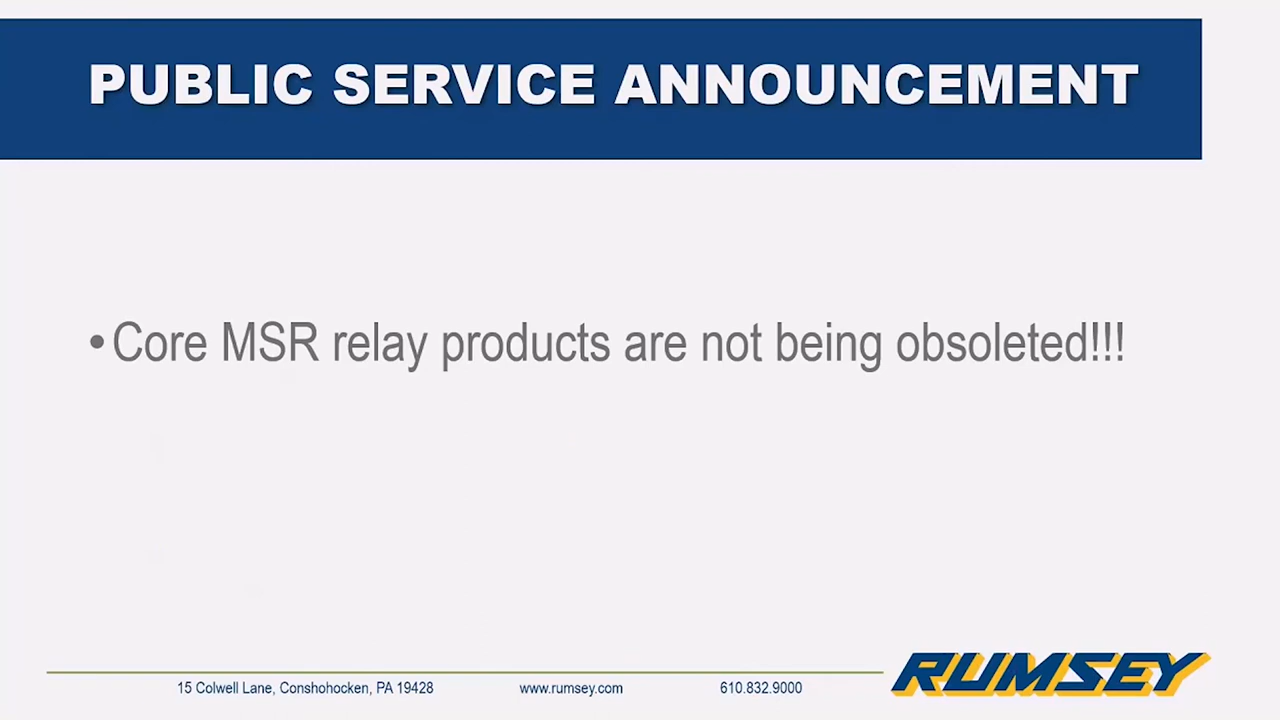 PUBLIC SERVICE ANNOUNCEMENT
•Core MSR relay products are not being obsoleted!!!
15 Colwell Lane, Conshohocken, PA 19428 www.rumsey.com 610.832.9000
RUMSEY